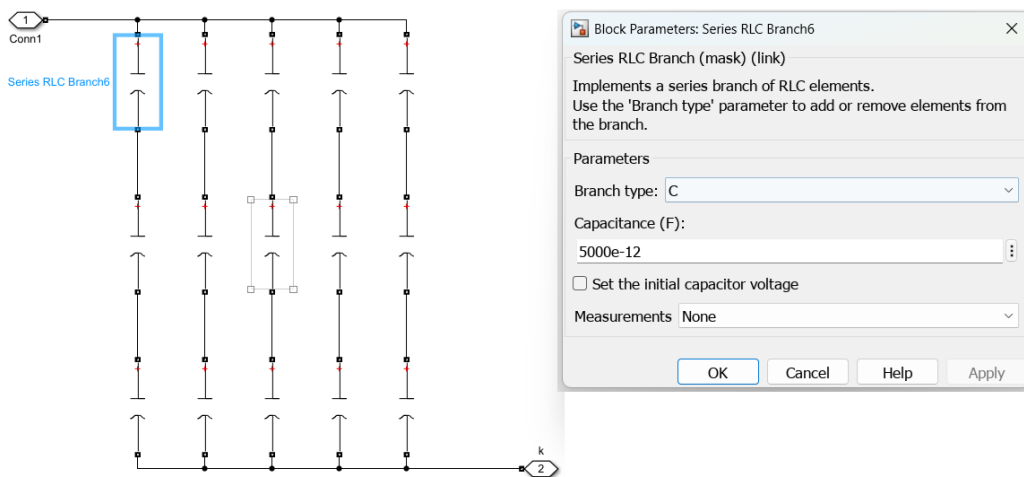 1
Conn1
Series RLC Branch6
k
2
Block Parameters: Series RLC Branch6
Series RLC Branch (mask) (link)
Implements a series branch of RLC elements.
Use the 'Branch type' parameter to add or remove elements from
the branch.
Parameters
Branch type: C
Capacitance (F):
5000e-12
Set the initial capacitor voltage
Measurements None
OK Cancel Help Apply